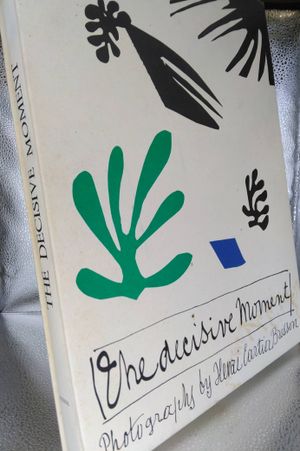 THE DECISIVE MOMENT
The decisive Moment
Photographs by Henri Cartier Bresson